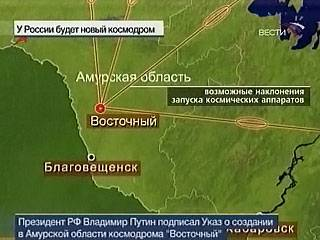 У России будет новый космодром
ВЕСТИ
Амурская область
возможные наклонения
запуска космических аппаратов
Восточный
Благовещенск
Хабаровск
Президент РФ Владимир Путин подписал Указ о создании
в Амурской области космодрома "Восточный"